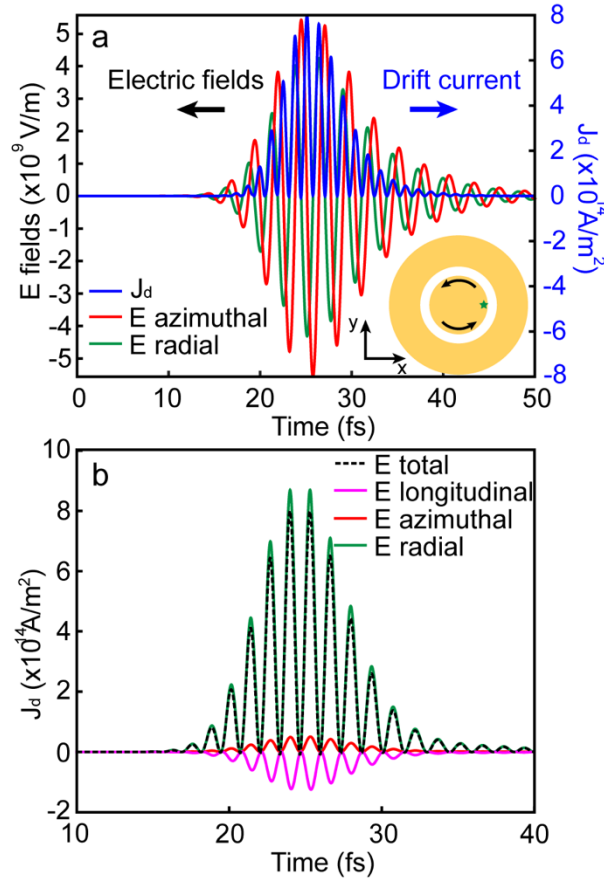 a
Electric fields
Drift current
E fields (x10⁹ V/m)
5
4
3
2
1
0
-1
-2
-3
-4
-5
J_d (x10¹⁴A/m²)
8
6
4
2
0
-2
-4
-6
-8
J_d
E azimuthal
E radial
y
x
0
10
20
30
40
50
Time (fs)
b
E total
E longitudinal
E azimuthal
E radial
J_d (x10¹⁴A/m²)
10
8
6
4
2
0
-2
10
20
30
40
Time (fs)